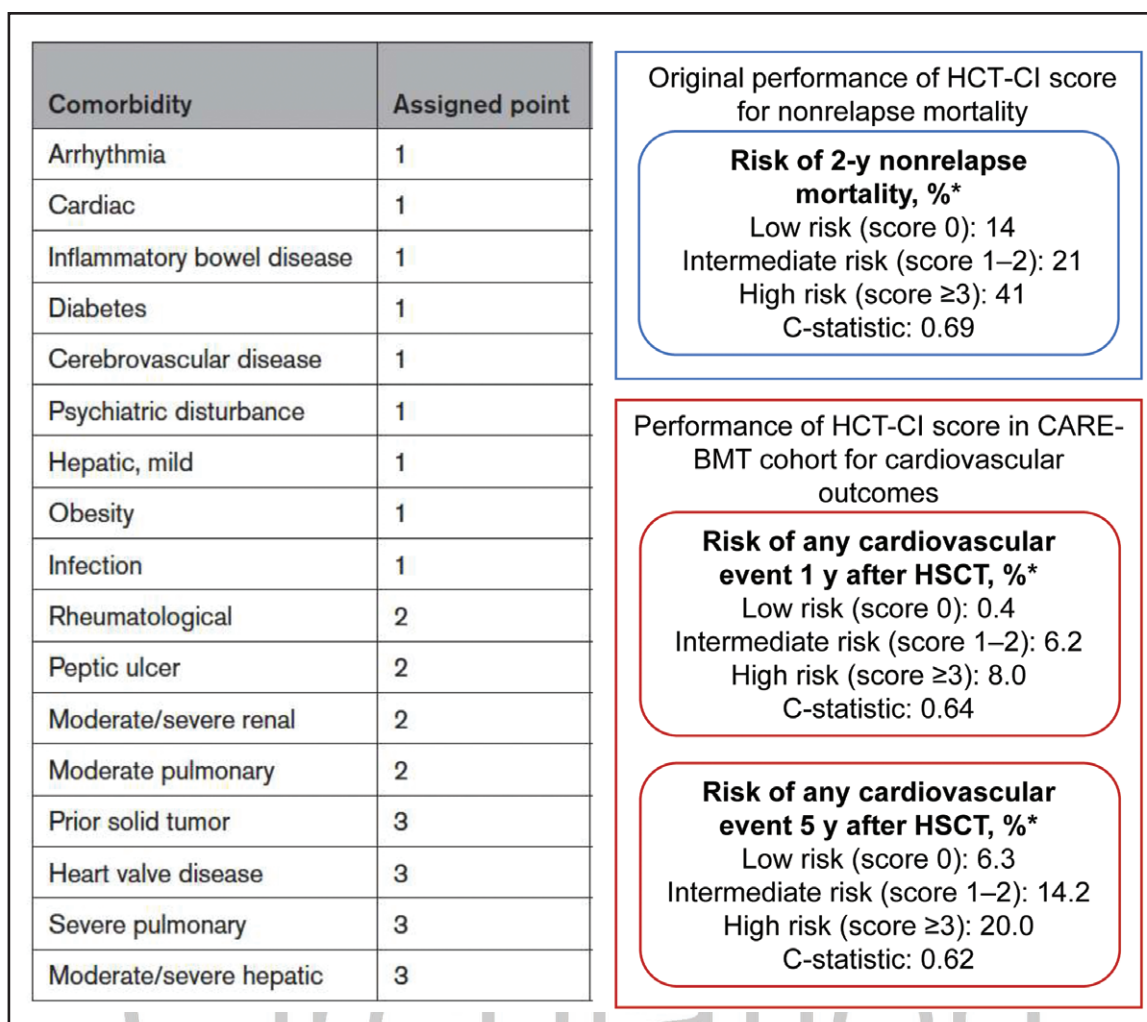 Comorbidity Assigned point
Arrhythmia 1
Cardiac 1
Inflammatory bowel disease 1
Diabetes 1
Cerebrovascular disease 1
Psychiatric disturbance 1
Hepatic, mild 1
Obesity 1
Infection 1
Rheumatological 2
Peptic ulcer 2
Moderate/severe renal 2
Moderate pulmonary 2
Prior solid tumor 3
Heart valve disease 3
Severe pulmonary 3
Moderate/severe hepatic 3
Original performance of HCT-CI score
for nonrelapse mortality
Risk of 2-y nonrelapse
mortality, %*
Low risk (score 0): 14
Intermediate risk (score 1–2): 21
High risk (score ≥3): 41
C-statistic: 0.69
Performance of HCT-CI score in CARE-
BMT cohort for cardiovascular
outcomes
Risk of any cardiovascular
event 1 y after HSCT, %*
Low risk (score 0): 0.4
Intermediate risk (score 1–2): 6.2
High risk (score ≥3): 8.0
C-statistic: 0.64
Risk of any cardiovascular
event 5 y after HSCT, %*
Low risk (score 0): 6.3
Intermediate risk (score 1–2): 14.2
High risk (score ≥3): 20.0
C-statistic: 0.62